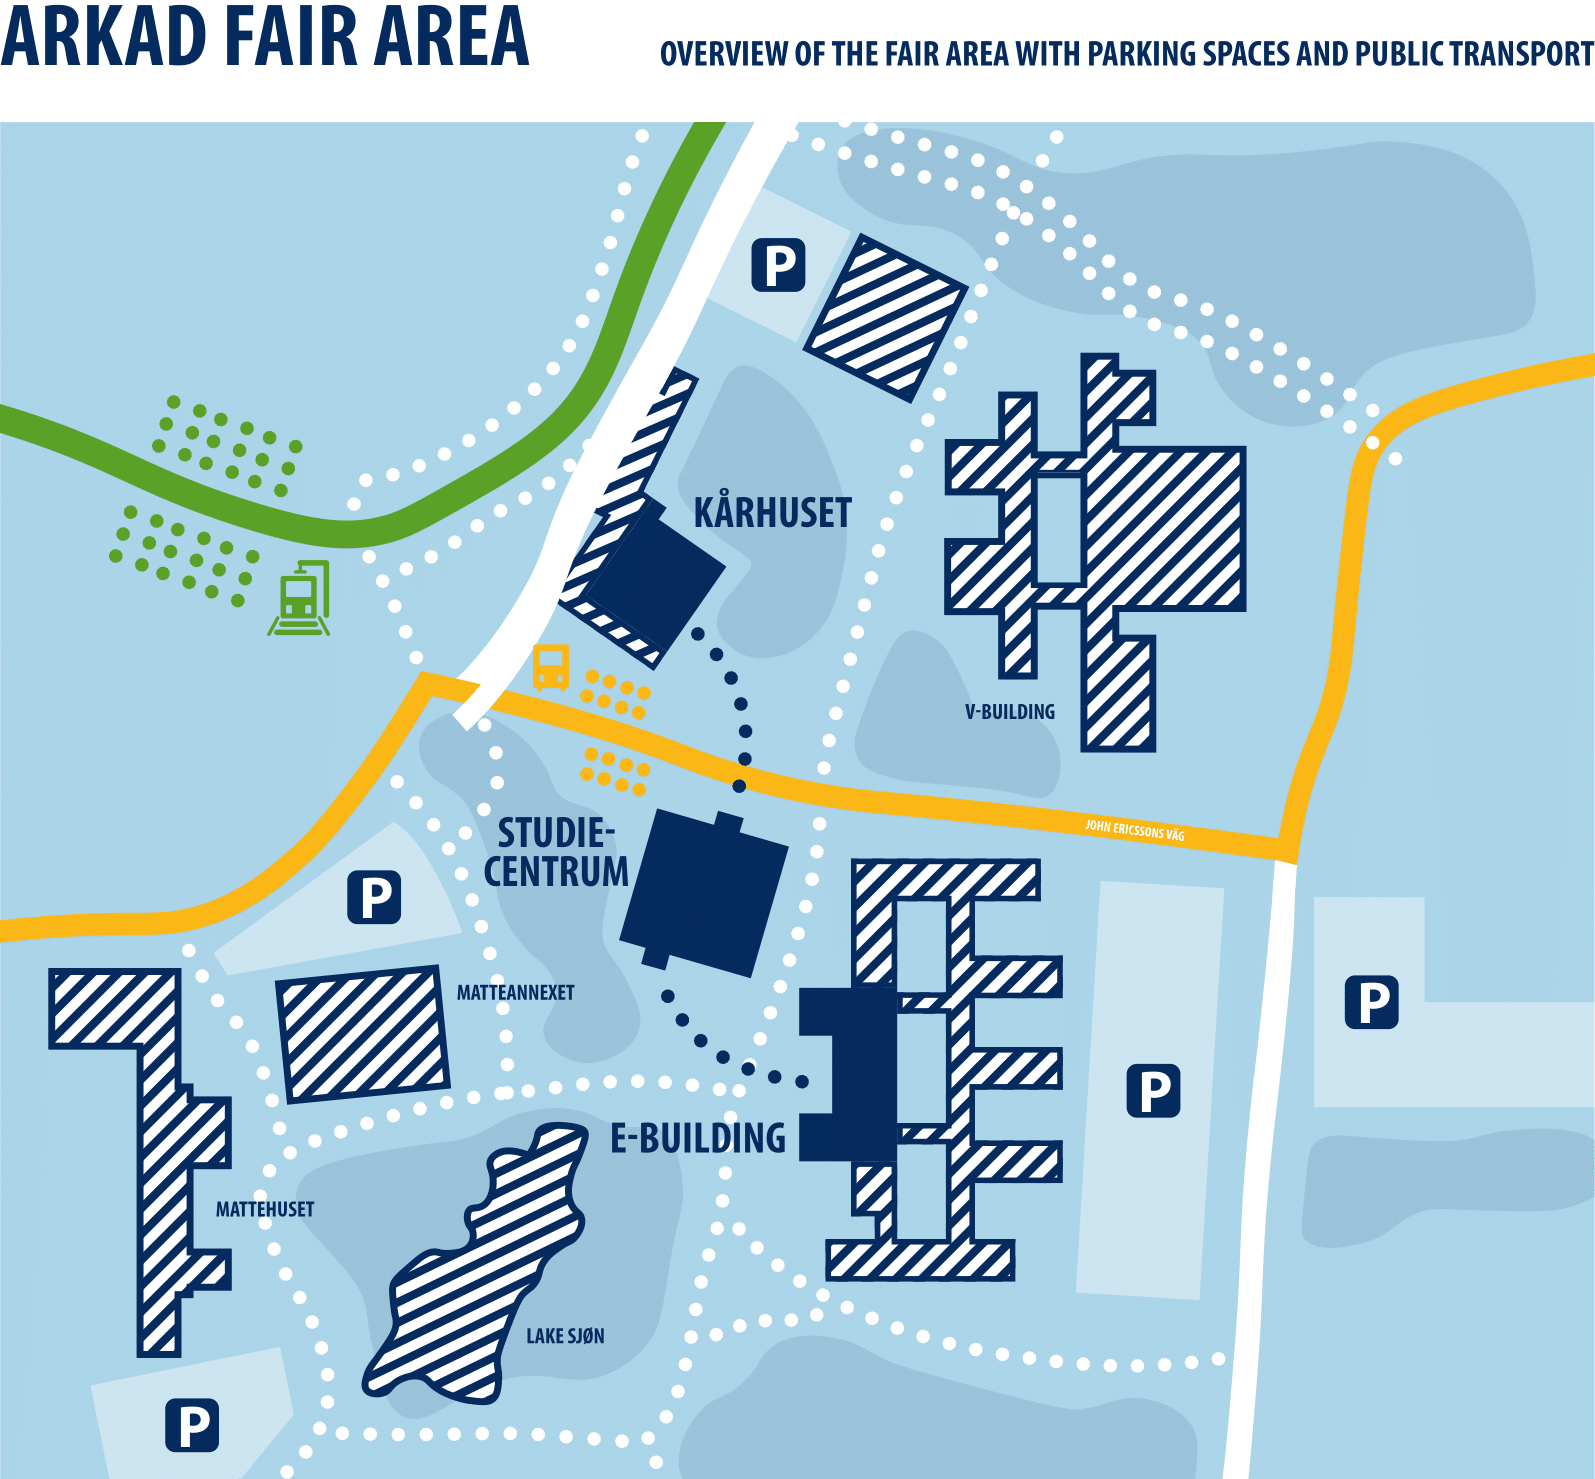 ARKAD FAIR AREA
OVERVIEW OF THE FAIR AREA WITH PARKING SPACES AND PUBLIC TRANSPORT
P
KÅRHUSET
V-BUILDING
JOHN ERICSSONS VÄG
STUDIE-
CENTRUM
P
MATTEANNEXET
P
P
E-BUILDING
MATTEHUSET
LAKE SJØN
P